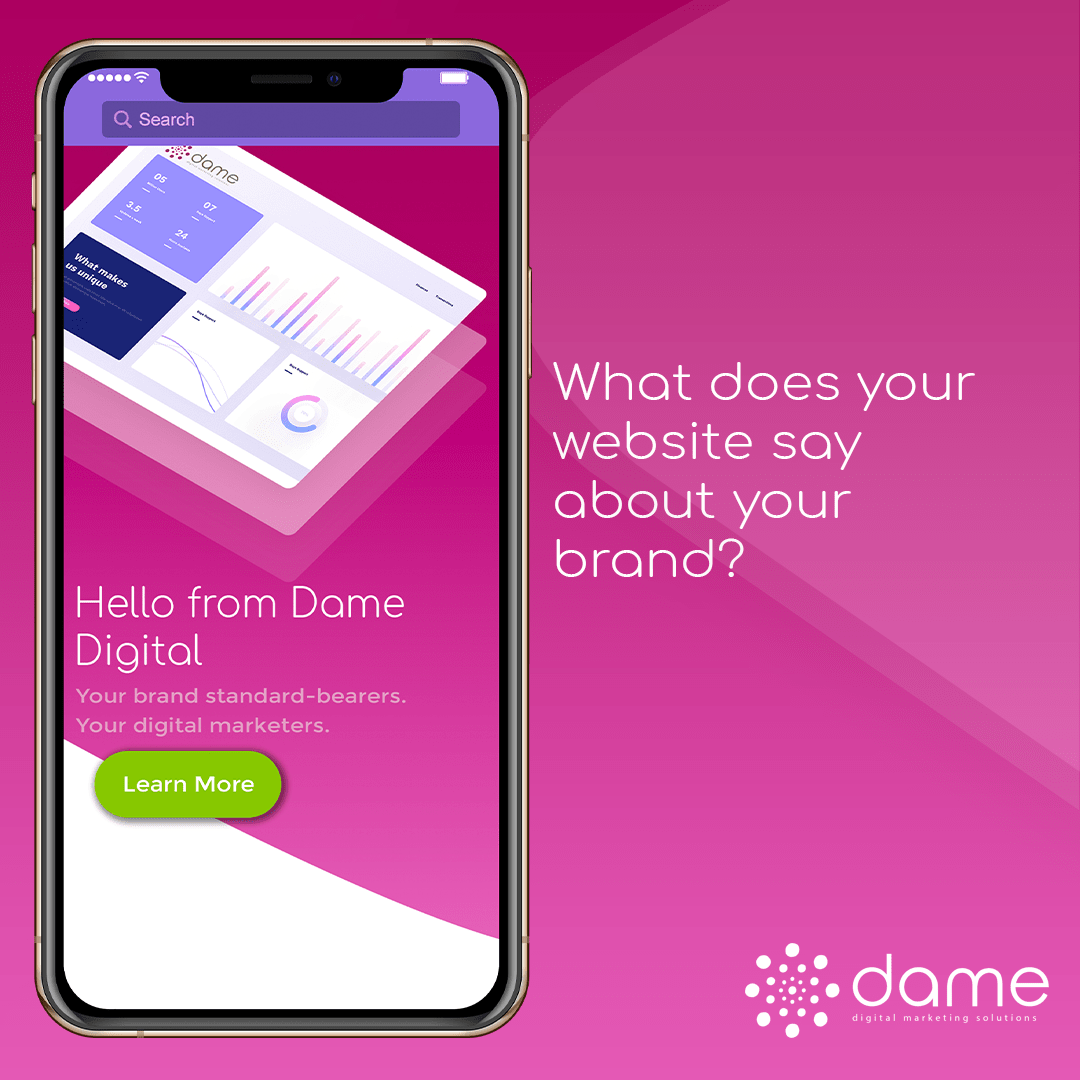 Search
dame
05
3.5
07
24
What makes
us unique
Hello from Dame
Digital
Your brand standard-bearers.
Your digital marketers.
Learn More
What does your
website say
about your
brand?
dame
digital marketing solutions